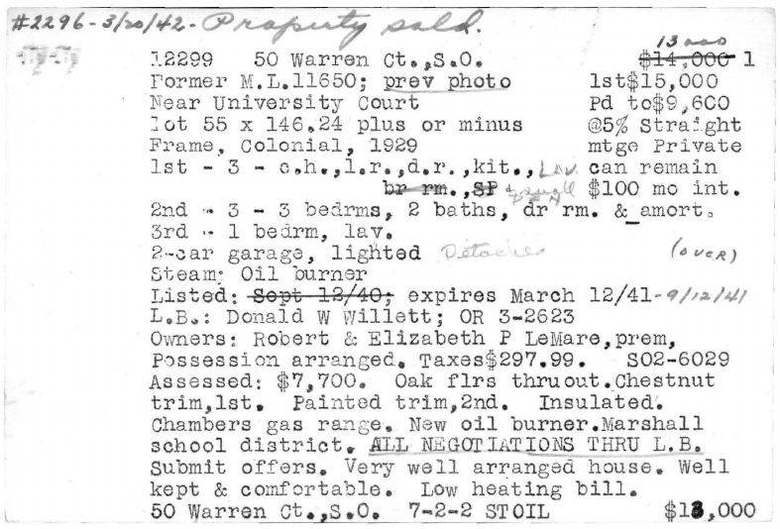 #2296-3/20/42- Property sold.
13000
12299 50 Warren Ct.,S.O. $14,000 1
Former M.L.11650; prev photo 1st$15,000
Near University Court Pd to$9,600
lot 55 x 146.24 plus or minus @5% Straight
Frame, Colonial, 1929 mtge Private
1st - 3 - c.h.,l.r.,d.r.,kit., Lav can remain
br rm.,SP & small $100 mo int.
2nd - 3 - 3 bedrms, 2 baths, dr rm. & amort.
3rd - 1 bedrm, lav.
2-car garage, lighted Detached (OVER)
Steam; Oil burner
Listed: Sept 12/40; expires March 12/41-9/12/41
L.B.: Donald W Willett; OR 3-2623
Owners: Robert & Elizabeth P LeMare,prem,
Possession arranged. Taxes$297.99. SO2-6029
Assessed: $7,700. Oak flrs thruout.Chestnut
trim,1st. Painted trim,2nd. Insulated.
Chambers gas range. New oil burner.Marshall
school district. ALL NEGOTIATIONS THRU L.B.
Submit offers. Very well arranged house. Well
kept & comfortable. Low heating bill.
50 Warren Ct.,S.O. 7-2-2 STOIL $13,000